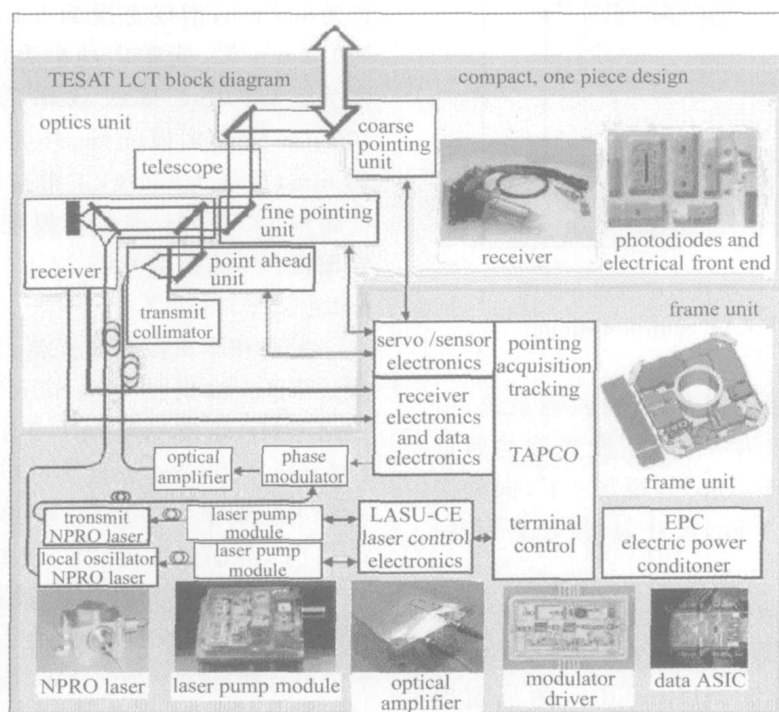 TESAT LCT block diagram
compact, one piece design
optics unit
coarse
pointing
unit
telescope
fine pointing
unit
receiver
point ahead
unit
transmit
collimator
receiver
photodiodes and
electrical front end
frame unit
servo /sensor
electronics
pointing
acquisition
tracking
receiver
electronics
and data
electronics
TAPCO
frame unit
optical
amplifier
phase
modulator
tronsmit
NPRO laser
laser pump
module
LASU-CE
laser control
electronics
terminal
control
EPC
electric power
conditoner
local oscillator
NPRO laser
laser pump
module
NPRO laser
laser pump module
optical
amplifier
modulator
driver
data ASIC